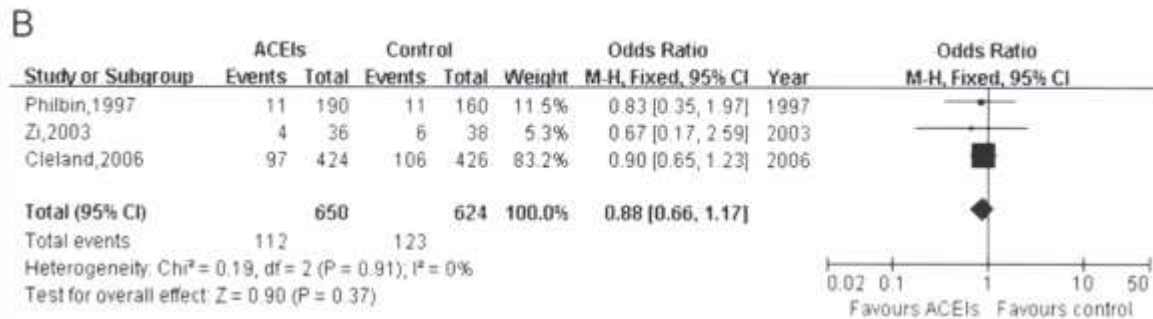 B
ACEIs Control Odds Ratio Odds Ratio
Study or Subgroup Events Total Events Total Weight M-H, Fixed, 95% CI Year M-H, Fixed, 95% CI
Philbin,1997 11 190 11 160 11.5% 0.83 [0.35, 1.97] 1997
Zi,2003 4 36 6 38 5.3% 0.67 [0.17, 2.59] 2003
Cleland,2006 97 424 106 426 83.2% 0.90 [0.65, 1.23] 2006
Total (95% CI) 650 624 100.0% 0.88 [0.66, 1.17]
Total events 112 123
Heterogeneity: Chi² = 0.19, df = 2 (P = 0.91); I² = 0%
Test for overall effect: Z = 0.90 (P = 0.37)
0.02 0.1 1 10 50
Favours ACEIs Favours control